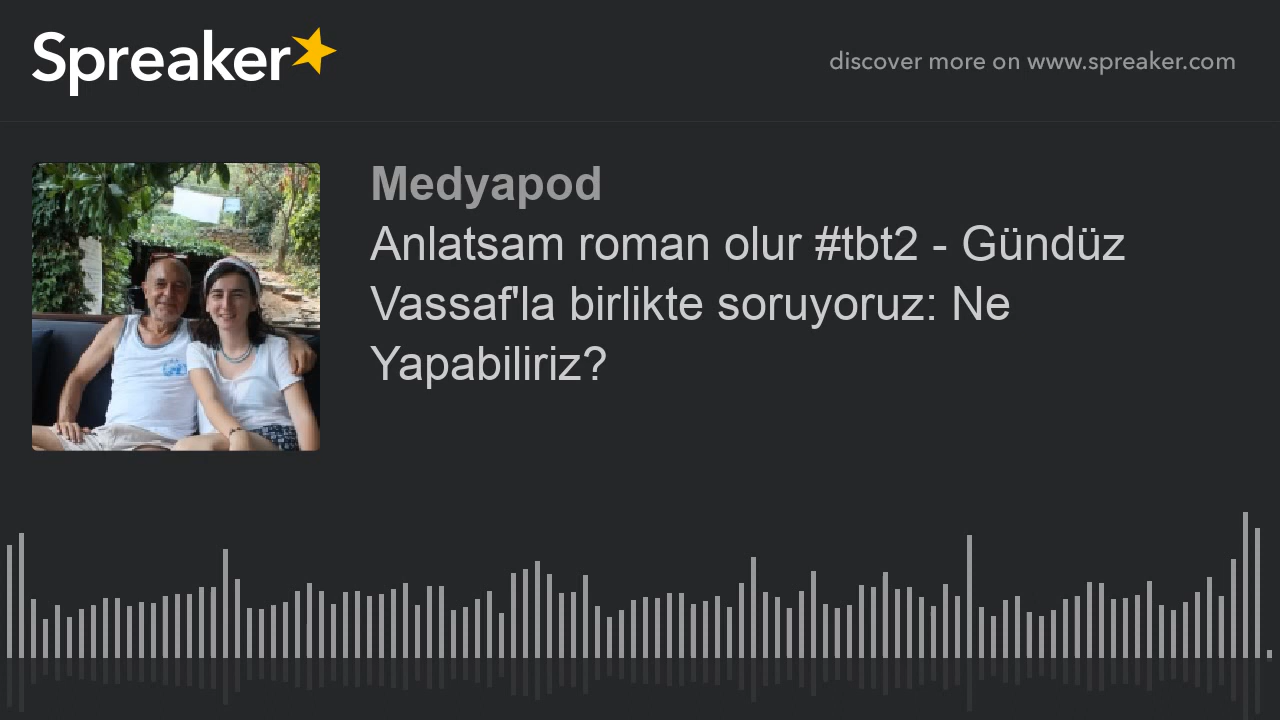 Spreaker
discover more on www.spreaker.com
Medyapod
Anlatsam roman olur #tbt2 - Gündüz
Vassaf'la birlikte soruyoruz: Ne
Yapabiliriz?